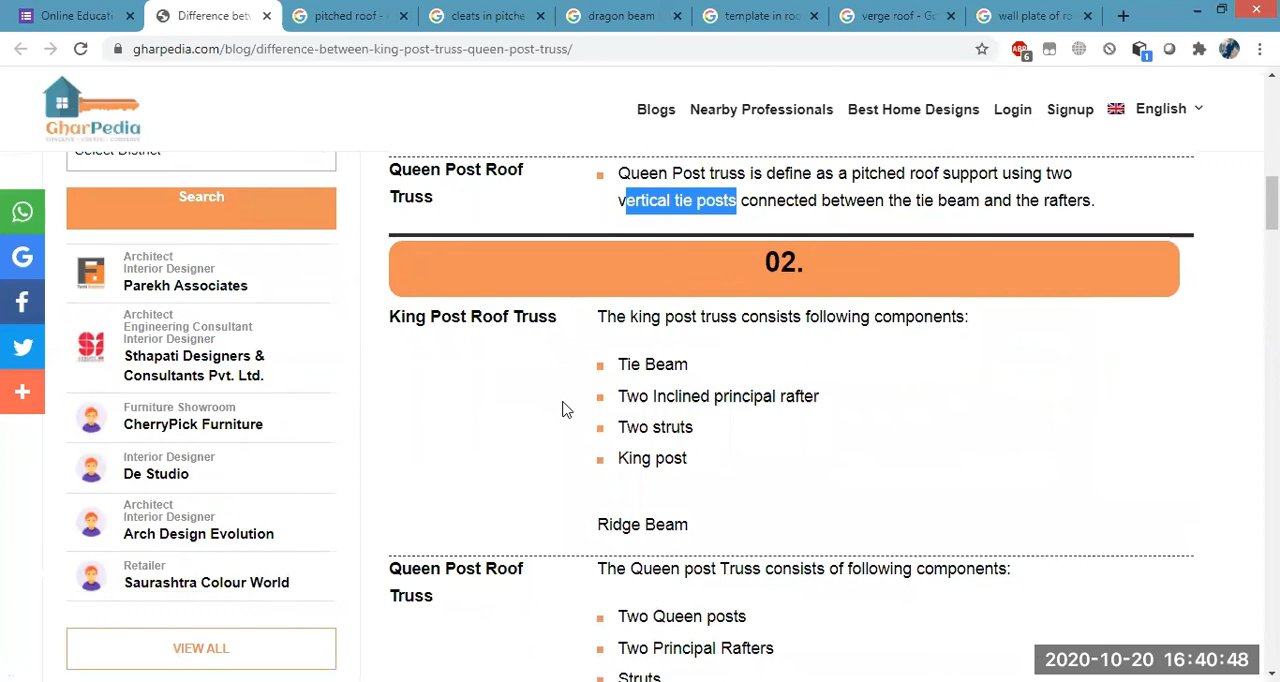 Online Educati
Difference betw
pitched roof -
cleats in pitche
dragon beam
template in roo
verge roof - Go
wall plate of ro
gharpedia.com/blog/difference-between-king-post-truss-queen-post-truss/
6
1
GharPedia
Blogs
Nearby Professionals
Best Home Designs
Login
Signup
English
Select District
Search
Architect
Interior Designer
Parekh Associates
Architect
Engineering Consultant
Interior Designer
Sthapati Designers &
Consultants Pvt. Ltd.
Furniture Showroom
CherryPick Furniture
Interior Designer
De Studio
Architect
Interior Designer
Arch Design Evolution
Retailer
Saurashtra Colour World
VIEW ALL
Queen Post Roof
Truss
Queen Post truss is define as a pitched roof support using two
vertical tie posts connected between the tie beam and the rafters.
02.
King Post Roof Truss
The king post truss consists following components:
Tie Beam
Two Inclined principal rafter
Two struts
King post
Ridge Beam
Queen Post Roof
Truss
The Queen post Truss consists of following components:
Two Queen posts
Two Principal Rafters
Struts
2020-10-20 16:40:48